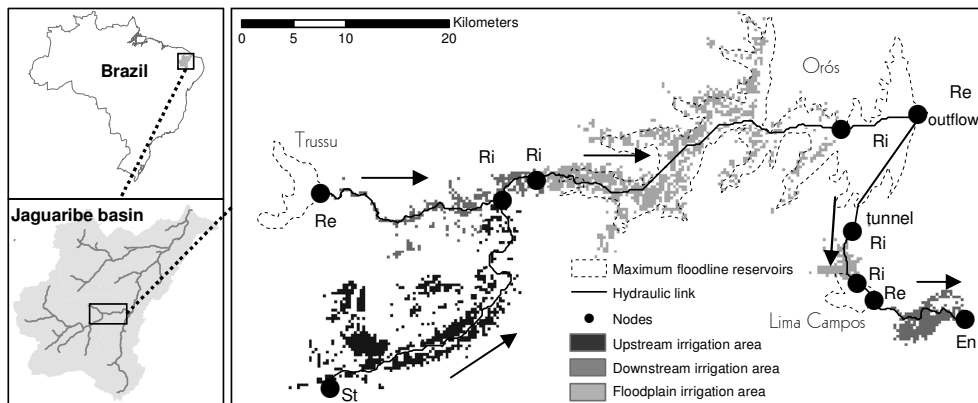 Brazil
Jaguaribe basin
Kilometers
0 5 10 20
Orós
Re
outflow
Ri
Trussu
Ri
Ri
Re
tunnel
Ri
Ri
Re
Lima Campos
En
St
Maximum floodline reservoirs
Hydraulic link
Nodes
Upstream irrigation area
Downstream irrigation area
Floodplain irrigation area